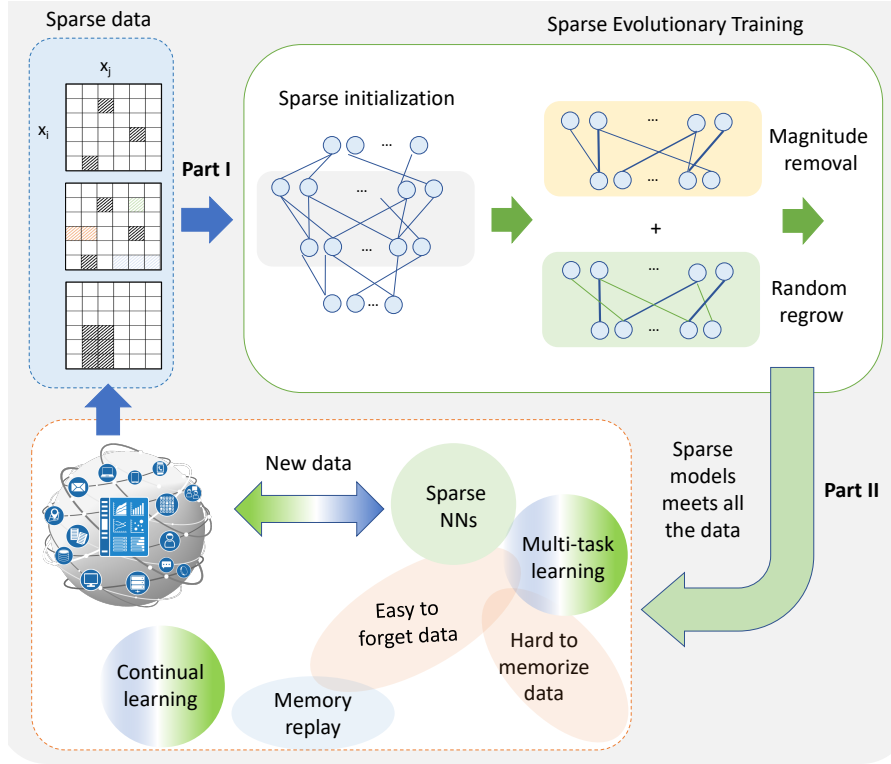 Sparse data
Sparse Evolutionary Training
x_j
x_i
Part I
Sparse initialization
...
...
...
...
...
...
Magnitude
removal
+
...
...
Random
regrow
Sparse
models
meets all
the data
Part II
New data
Sparse
NNs
Multi-task
learning
Easy to
forget data
Hard to
memorize
data
Continual
learning
Memory
replay